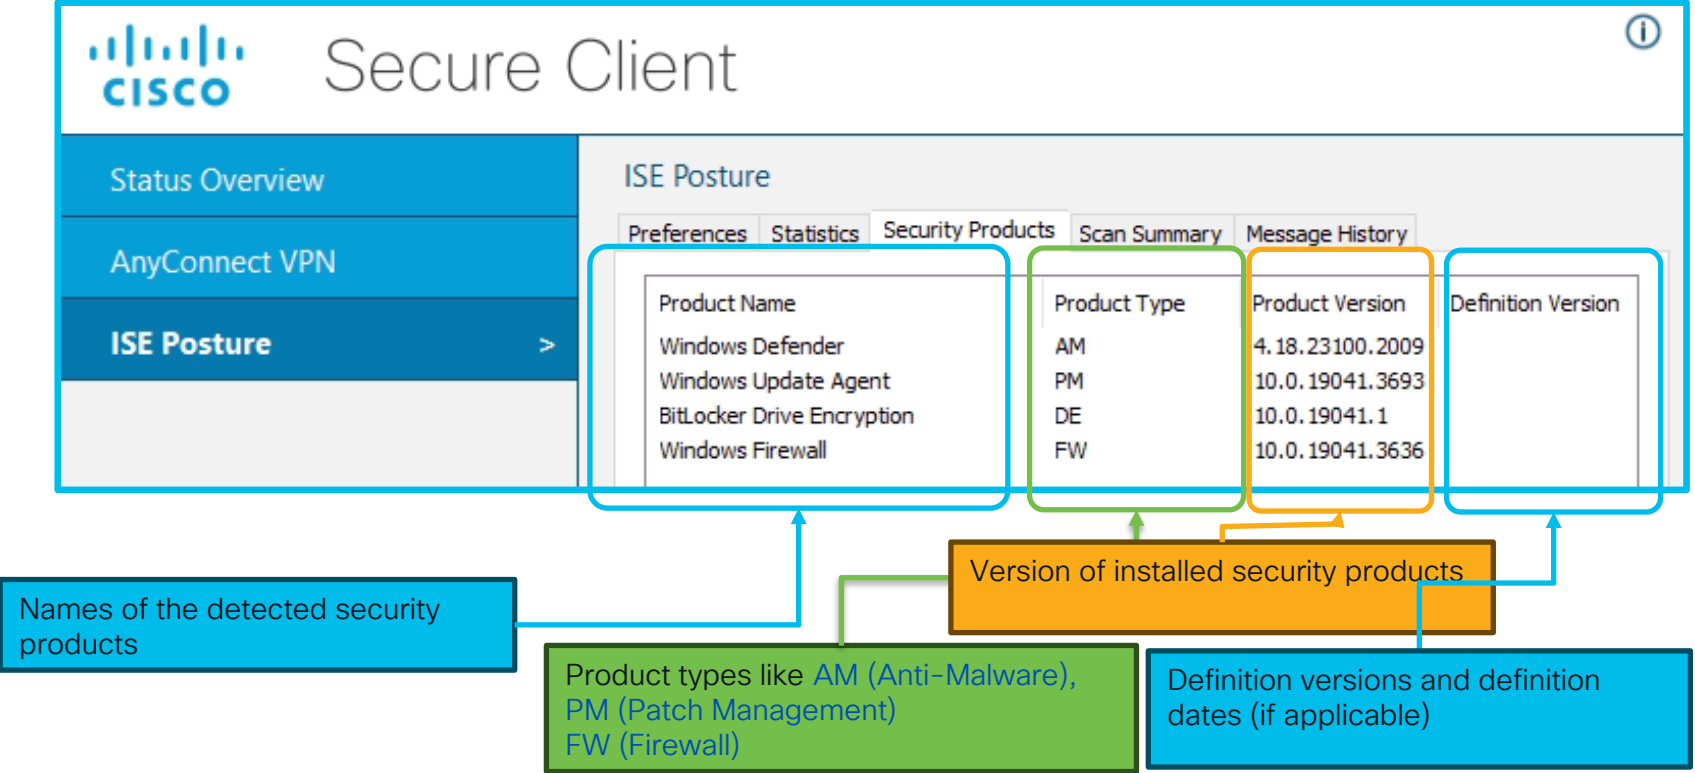 CISCO
Secure Client
Status Overview
AnyConnect VPN
ISE Posture >
ISE Posture
Preferences Statistics Security Products Scan Summary Message History
Product Name Product Type Product Version Definition Version
Windows Defender AM 4.18.23100.2009
Windows Update Agent PM 10.0.19041.3693
BitLocker Drive Encryption DE 10.0.19041.1
Windows Firewall FW 10.0.19041.3636
Version of installed security products
Names of the detected security
products
Product types like AM (Anti-Malware),
PM (Patch Management)
FW (Firewall)
Definition versions and definition
dates (if applicable)